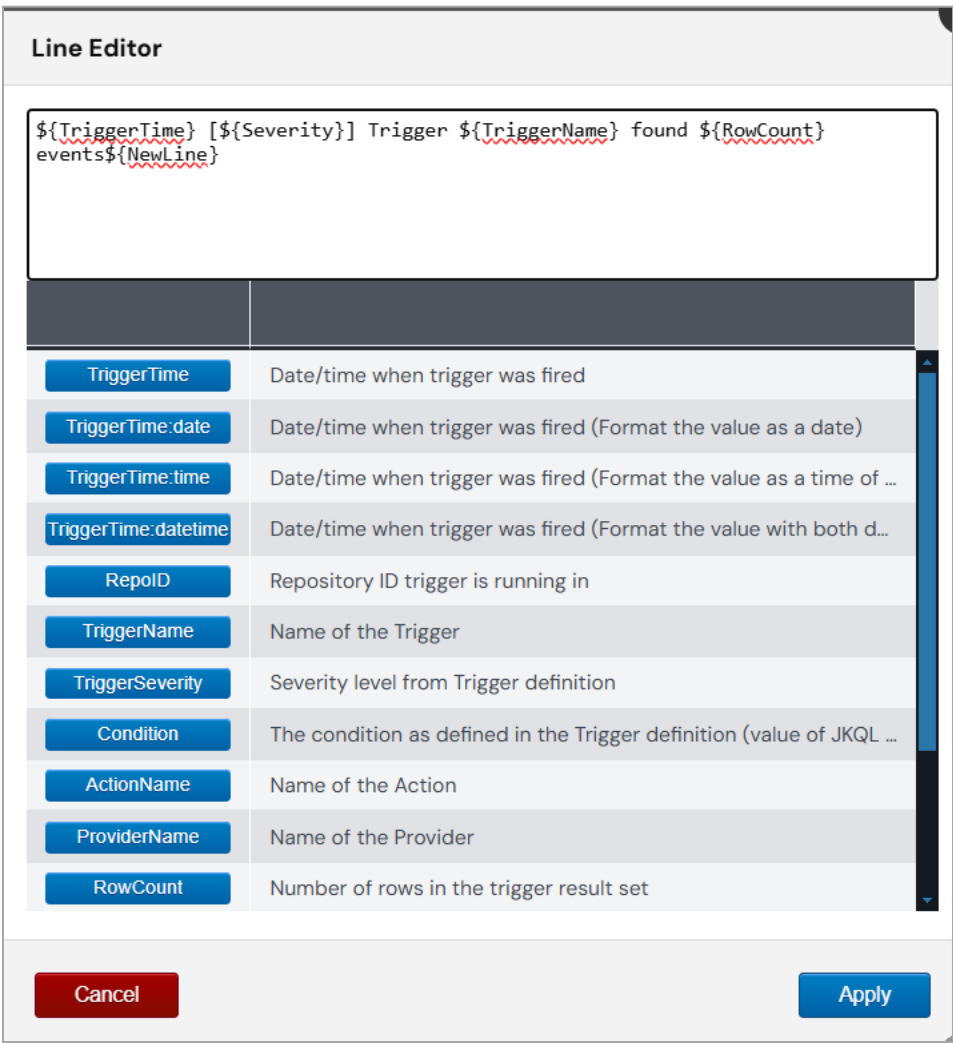 Line Editor
${TriggerTime} [${Severity}] Trigger ${TriggerName} found ${RowCount}
events${NewLine}
TriggerTime Date/time when trigger was fired
TriggerTime:date Date/time when trigger was fired (Format the value as a date)
TriggerTime:time Date/time when trigger was fired (Format the value as a time of ...
TriggerTime:datetime Date/time when trigger was fired (Format the value with both d...
RepoID Repository ID trigger is running in
TriggerName Name of the Trigger
TriggerSeverity Severity level from Trigger definition
Condition The condition as defined in the Trigger definition (value of JKQL ...
ActionName Name of the Action
ProviderName Name of the Provider
RowCount Number of rows in the trigger result set
Cancel Apply